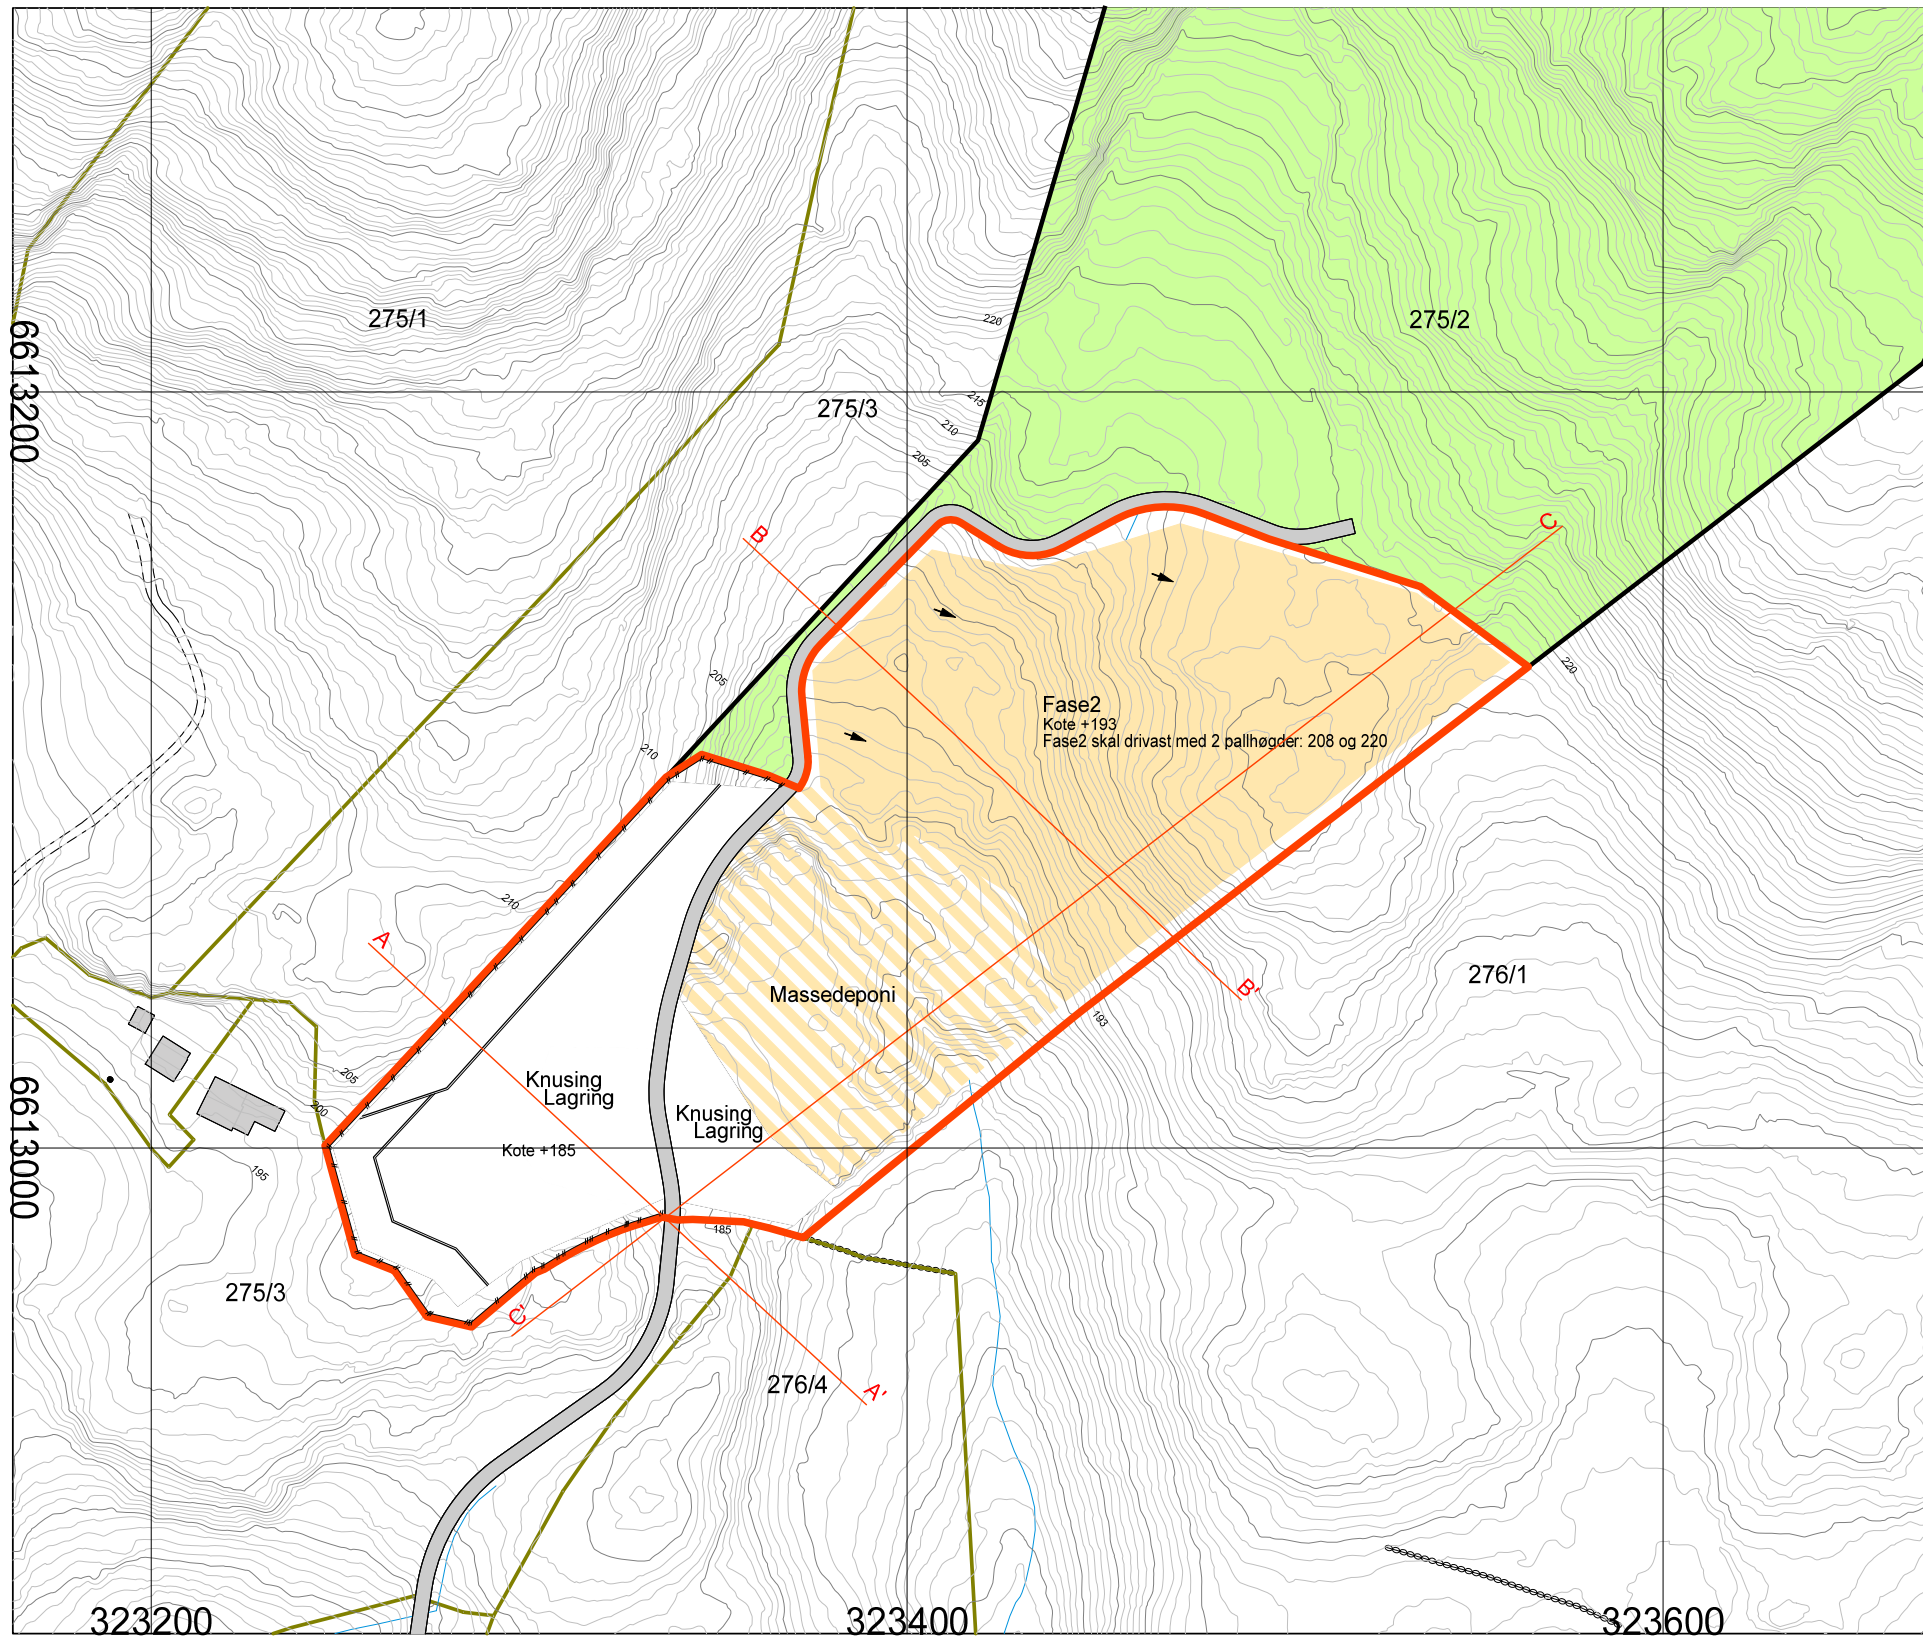 275/1
275/2
220
6613200
215
275/3
210
205
B
C
220
205
Fase2
Kote +193
Fase2 skal drivast med 2 pallhøgder: 208 og 220
210
210
A
276/1
B'
Massedeponi
193
205
Knusing
Lagring
200
Knusing
Lagring
6613000
Kote +185
195
185
275/3
C'
276/4
A'
323200
323400
323600